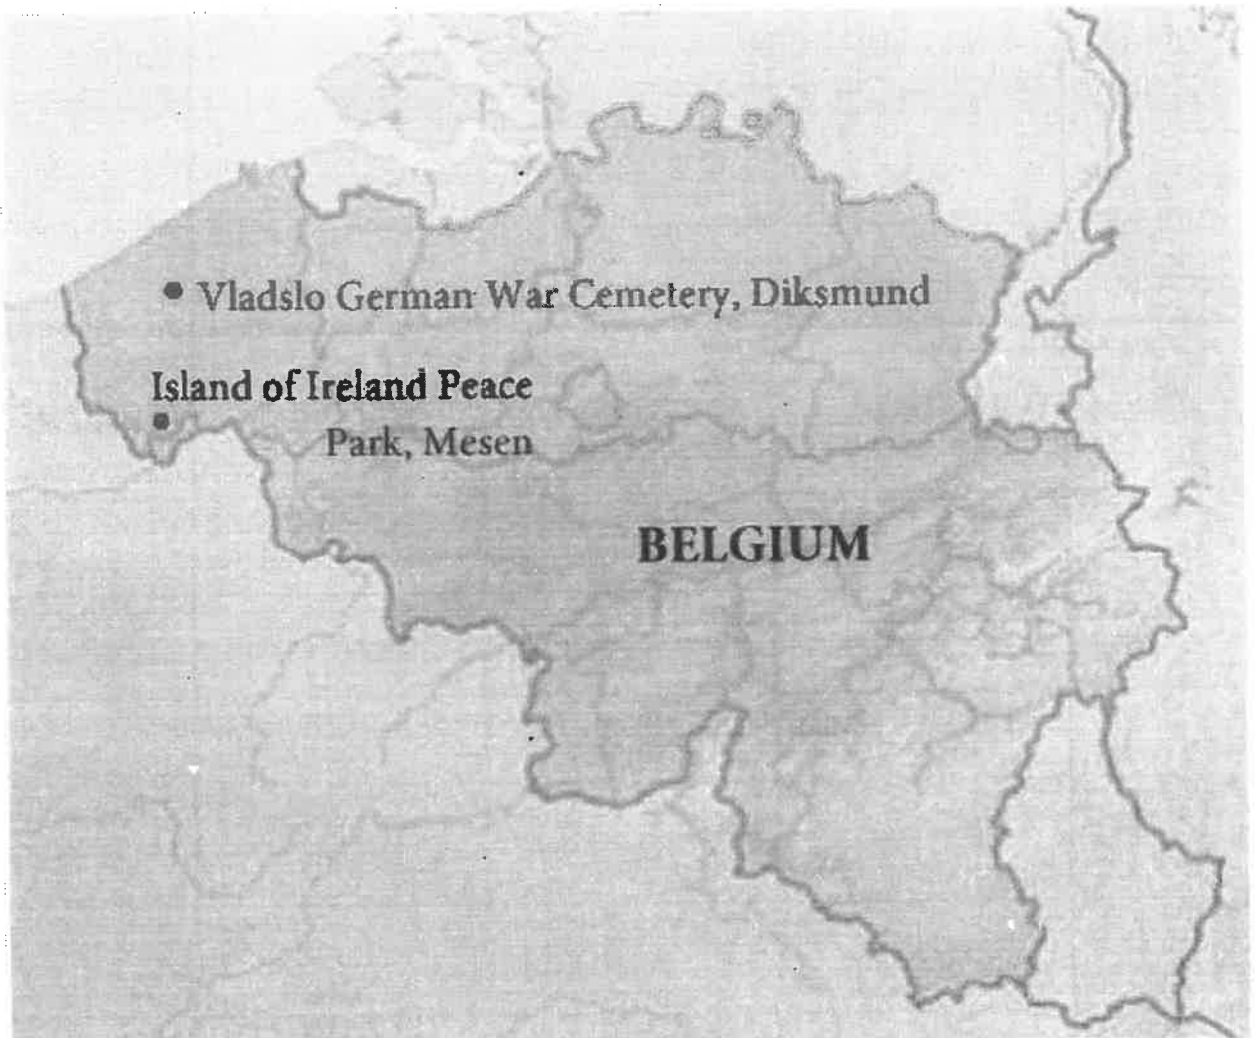 Vladslo German War Cemetery, Diksmund
Island of Ireland Peace
Park, Mesen
BELGIUM